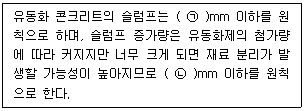 유동화 콘크리트의 슬럼프는 ( ㉠ )mm 이하를 원
칙으로 하며, 슬럼프 증가량은 유동화제의 첨가량
에 따라 커지지만 너무 크게 되면 재료 분리가 발
생할 가능성이 높아지므로 ( ㉡ )mm 이하를 원칙
으로 한다.